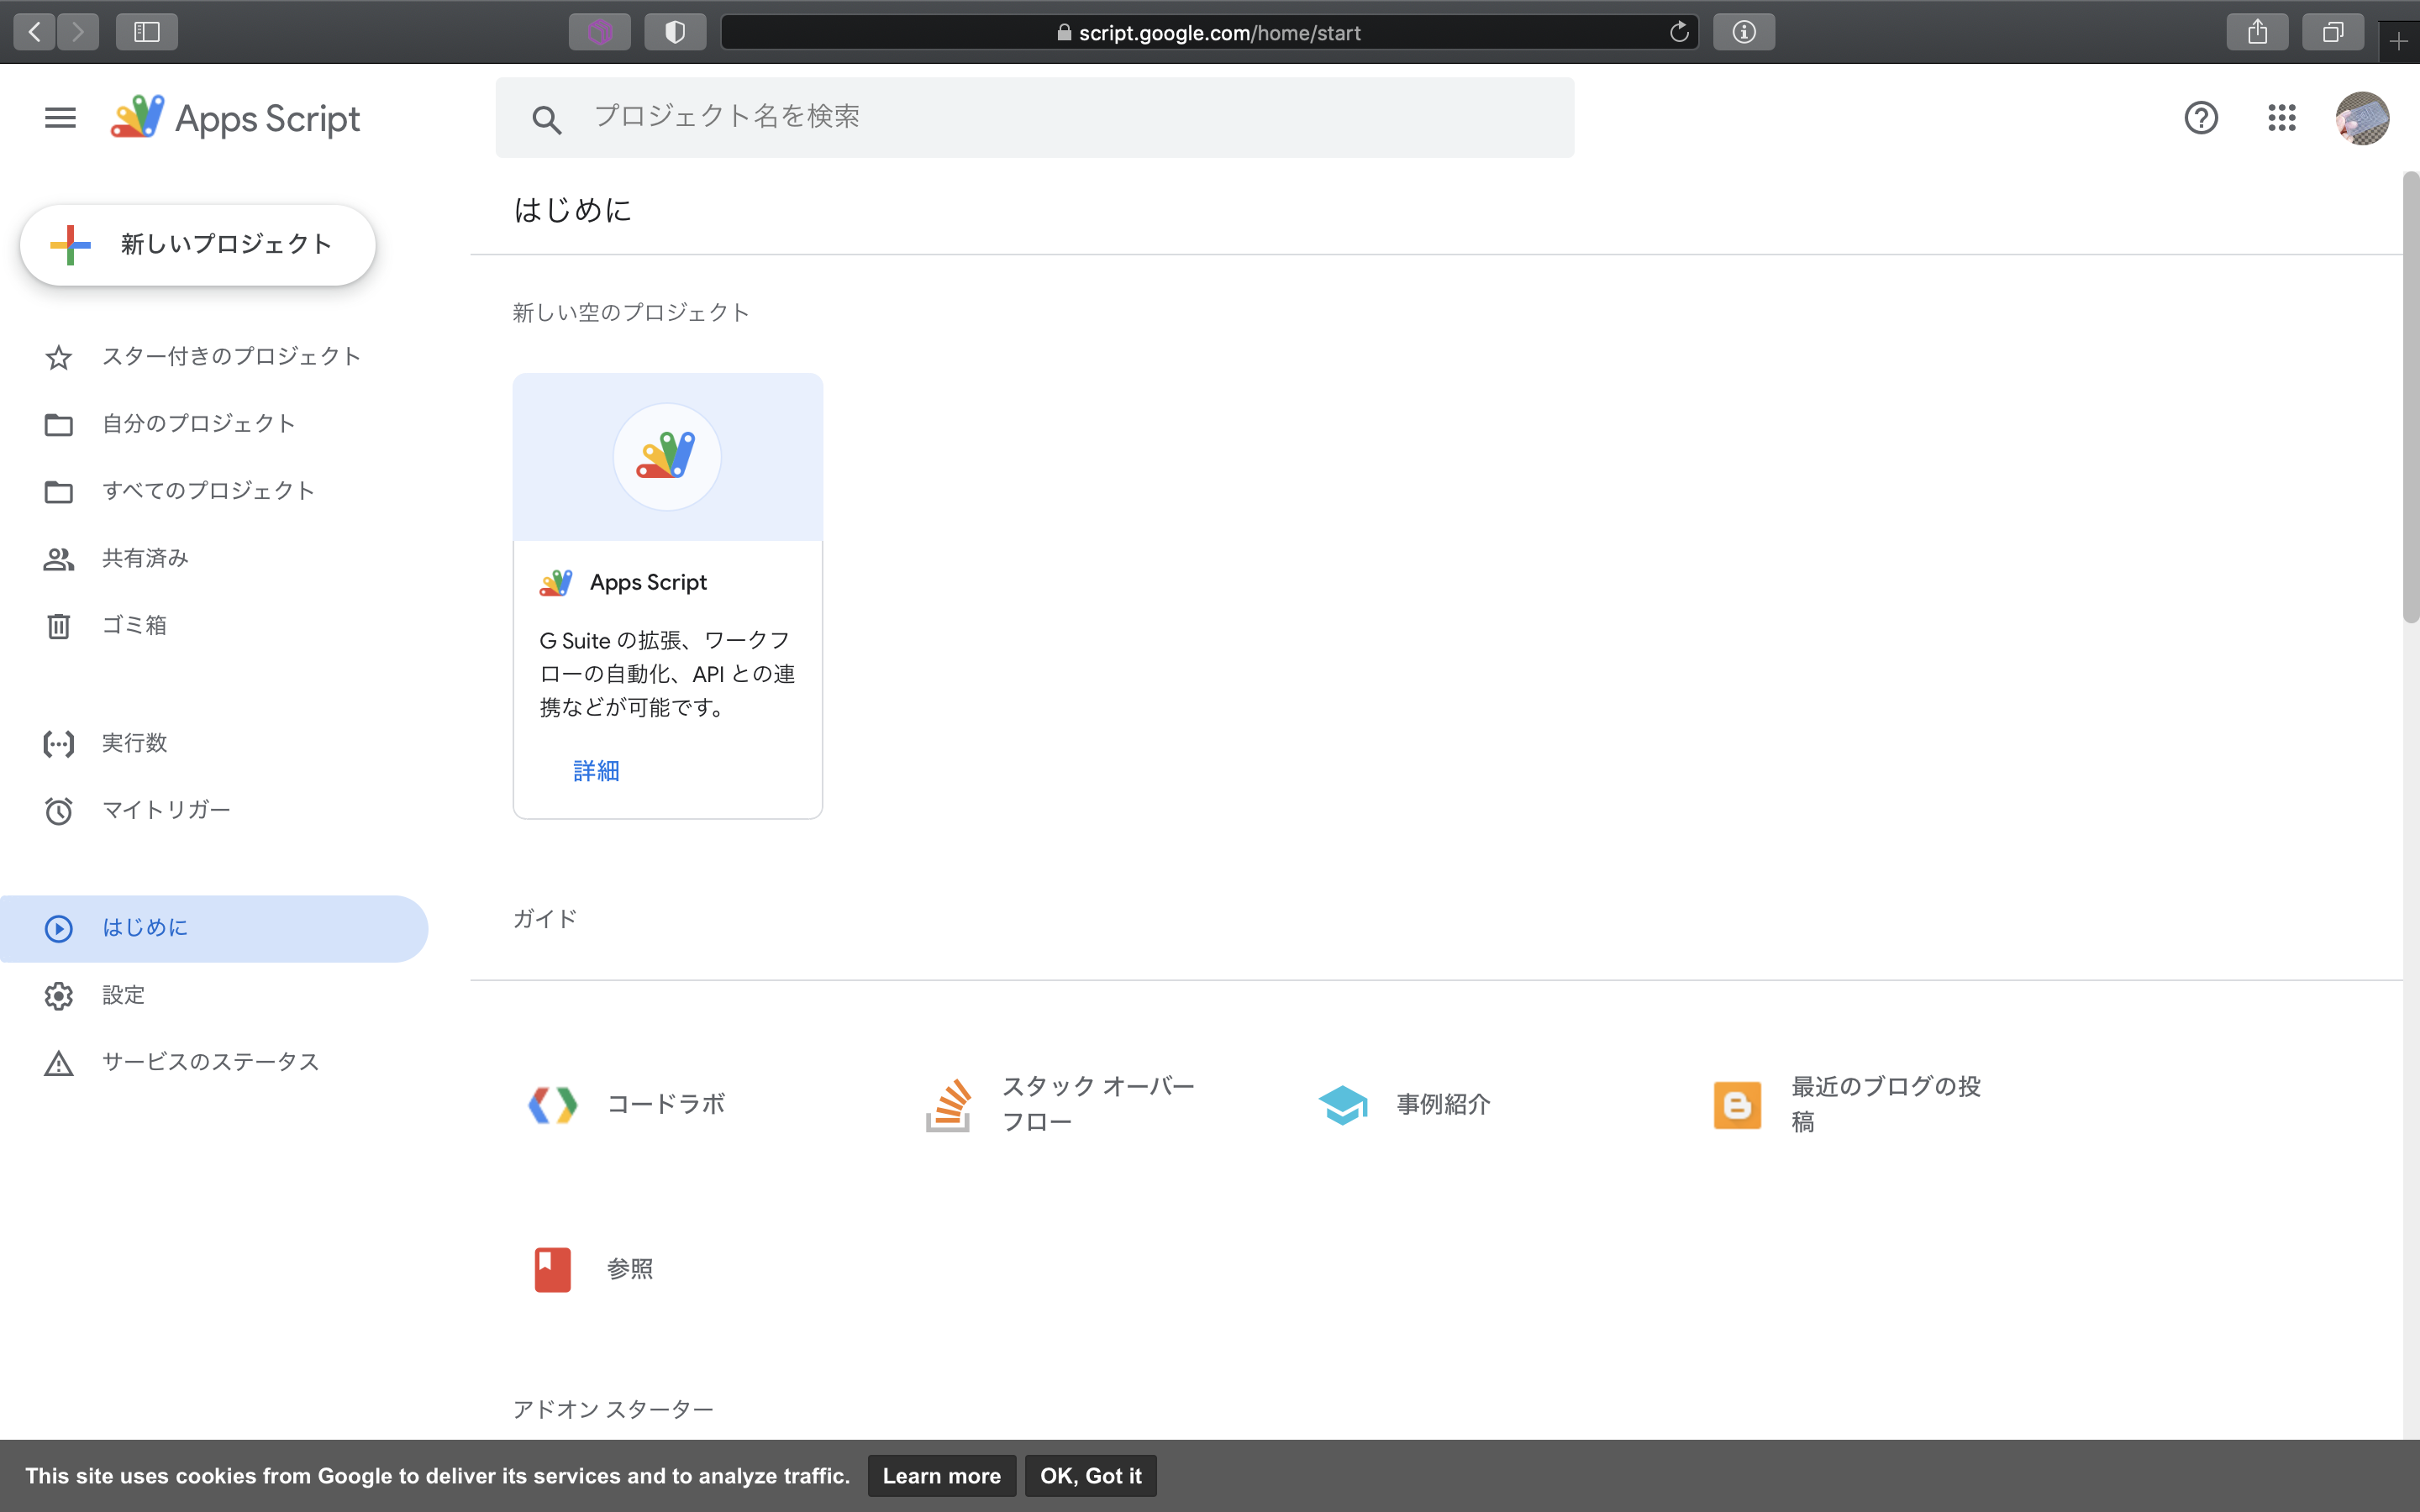 script.google.com/home/start
Apps Script
プロジェクト名を検索
新しいプロジェクト
スター付きのプロジェクト
自分のプロジェクト
すべてのプロジェクト
共有済み
ゴミ箱
実行数
マイトリガー
はじめに
設定
サービスのステータス
はじめに
新しい空のプロジェクト
Apps Script
G Suite の拡張、ワークフ
ローの自動化、API との連
携などが可能です。
詳細
ガイド
コードラボ
スタック オーバー
フロー
事例紹介
最近のブログの投
稿
参照
アドオン スターター
This site uses cookies from Google to deliver its services and to analyze traffic.
Learn more
OK, Got it